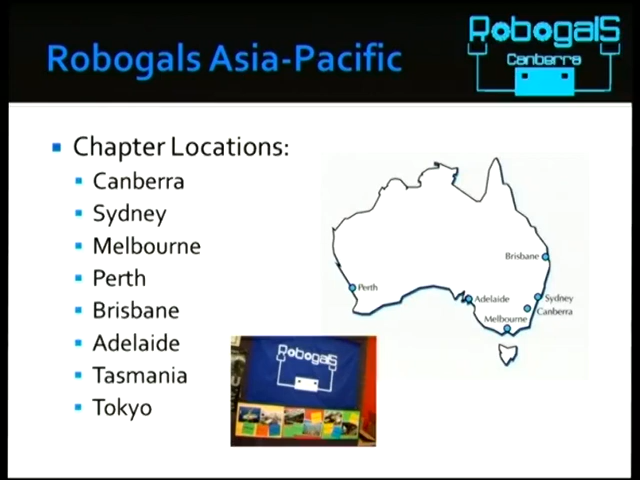 Robogals Asia-Pacific
Robogals
Canberra
Chapter Locations:
Canberra
Sydney
Melbourne
Perth
Brisbane
Adelaide
Tasmania
Tokyo
Brisbane
Perth
Adelaide
Sydney
Canberra
Melbourne
Robogals